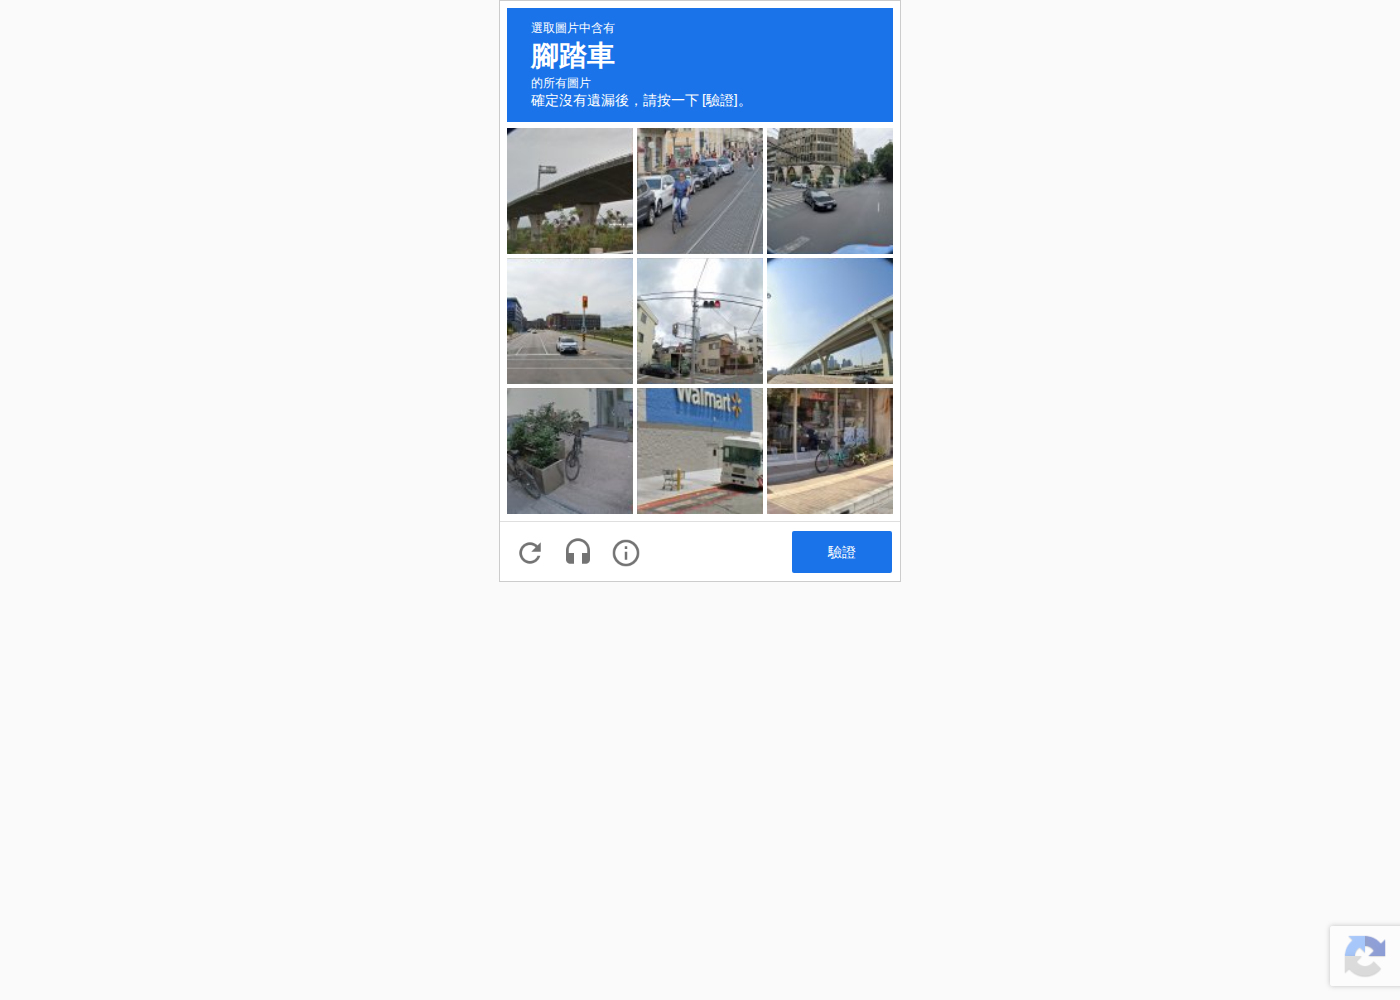 選取圖片中含有
腳踏車
的所有圖片
確定沒有遺漏後，請按一下 [驗證]。
Walmart
驗證